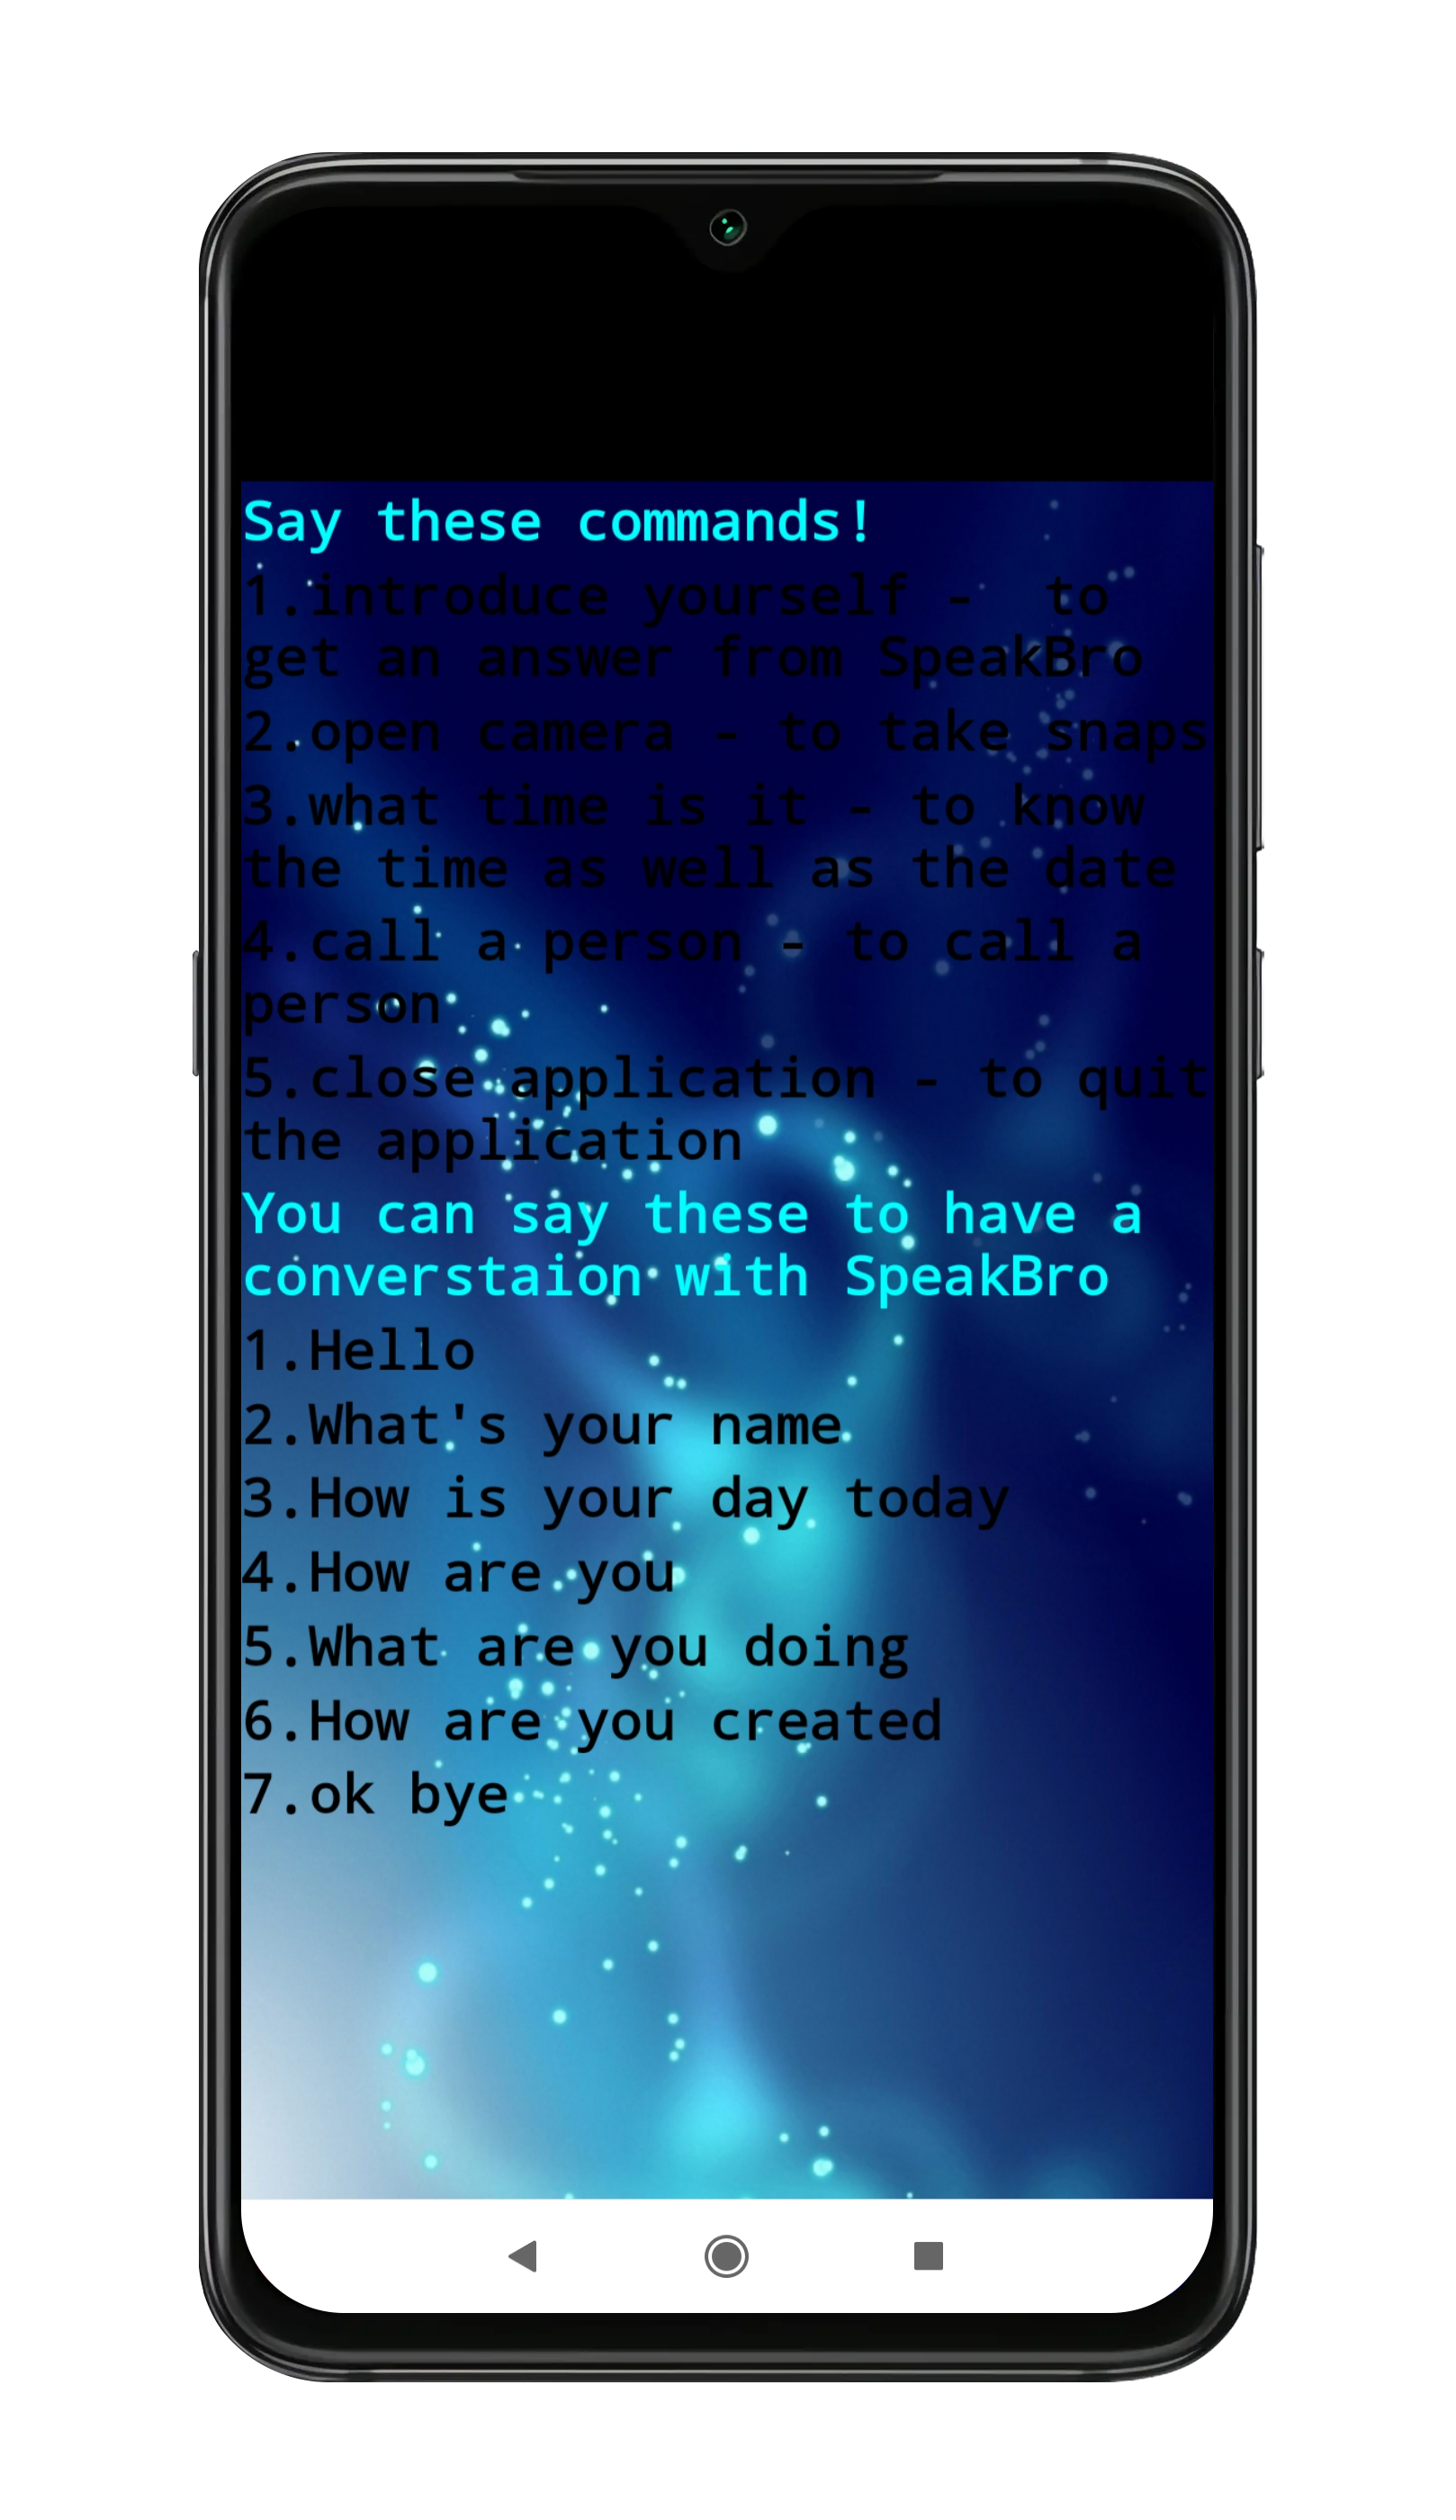 Say these commands!
1.introduce yourself -  to
get an answer from SpeakBro
2.open camera - to take snaps
3.what time is it - to know
the time as well as the date
4.call a person - to call a
person
5.close application - to quit
the application
You can say these to have a
converstaion with SpeakBro
1.Hello
2.What's your name
3.How is your day today
4.How are you
5.What are you doing
6.How are you created
7.ok bye